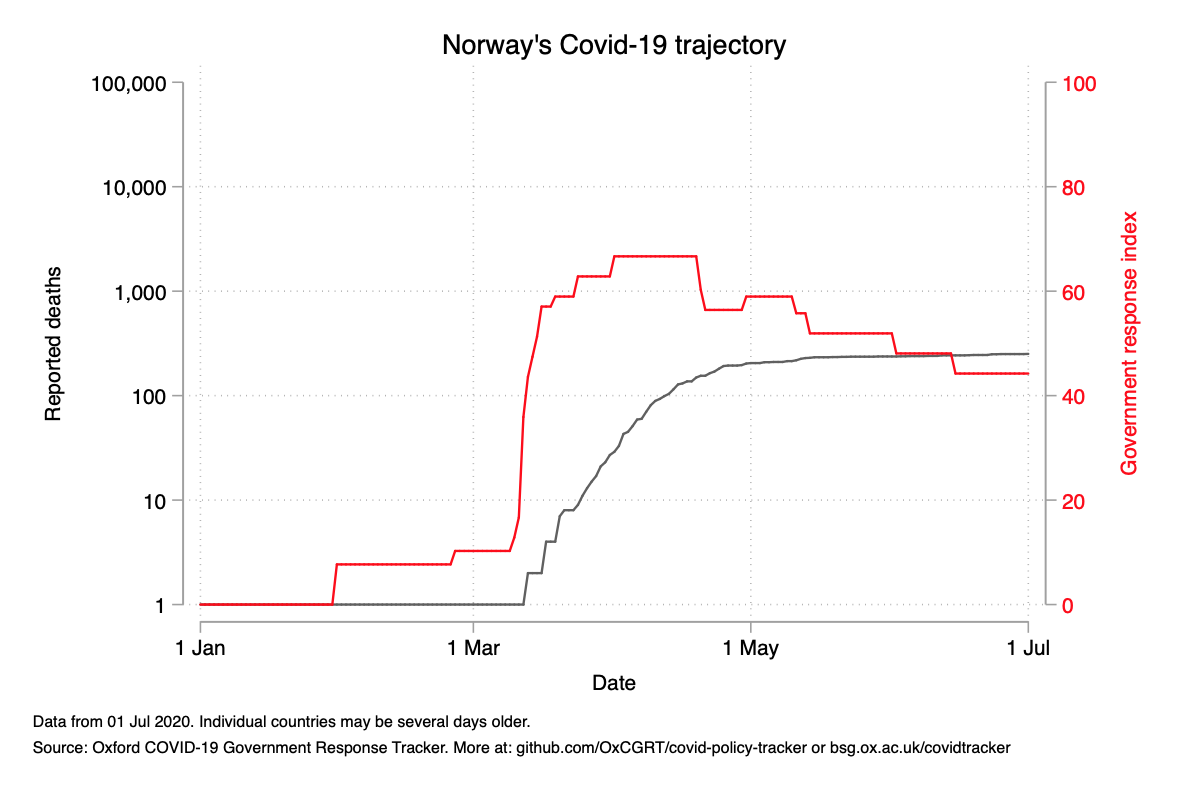 Norway's Covid-19 trajectory
100,000
10,000
1,000
100
10
1
Reported deaths
100
80
60
40
20
0
Government response index
1 Jan
1 Mar
1 May
1 Jul
Date
Data from 01 Jul 2020. Individual countries may be several days older.
Source: Oxford COVID-19 Government Response Tracker. More at: github.com/OxCGRT/covid-policy-tracker or bsg.ox.ac.uk/covidtracker